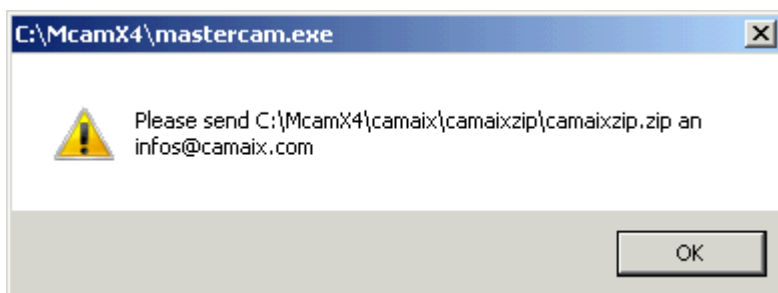 C:\McamX4\mastercam.exe
Please send C:\McamX4\camaix\camaixzip\camaixzip.zip an
infos@camaix.com
OK